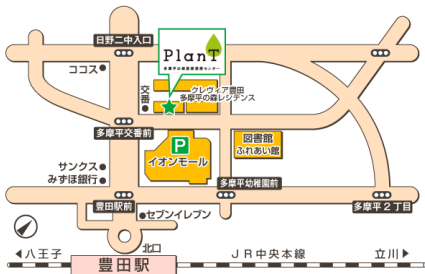 日野二中入口
PlanT
多摩平の森産業連携センター
ココス
交番
クレヴィア豊田
多摩平の森レジデンス
多摩平交番前
P
イオンモール
図書館
ふれあい館
サンクス
みずほ銀行
多摩平幼稚園前
豊田駅前
多摩平2丁目
セブンイレブン
北口
八王子
JR中央本線
立川
豊田駅